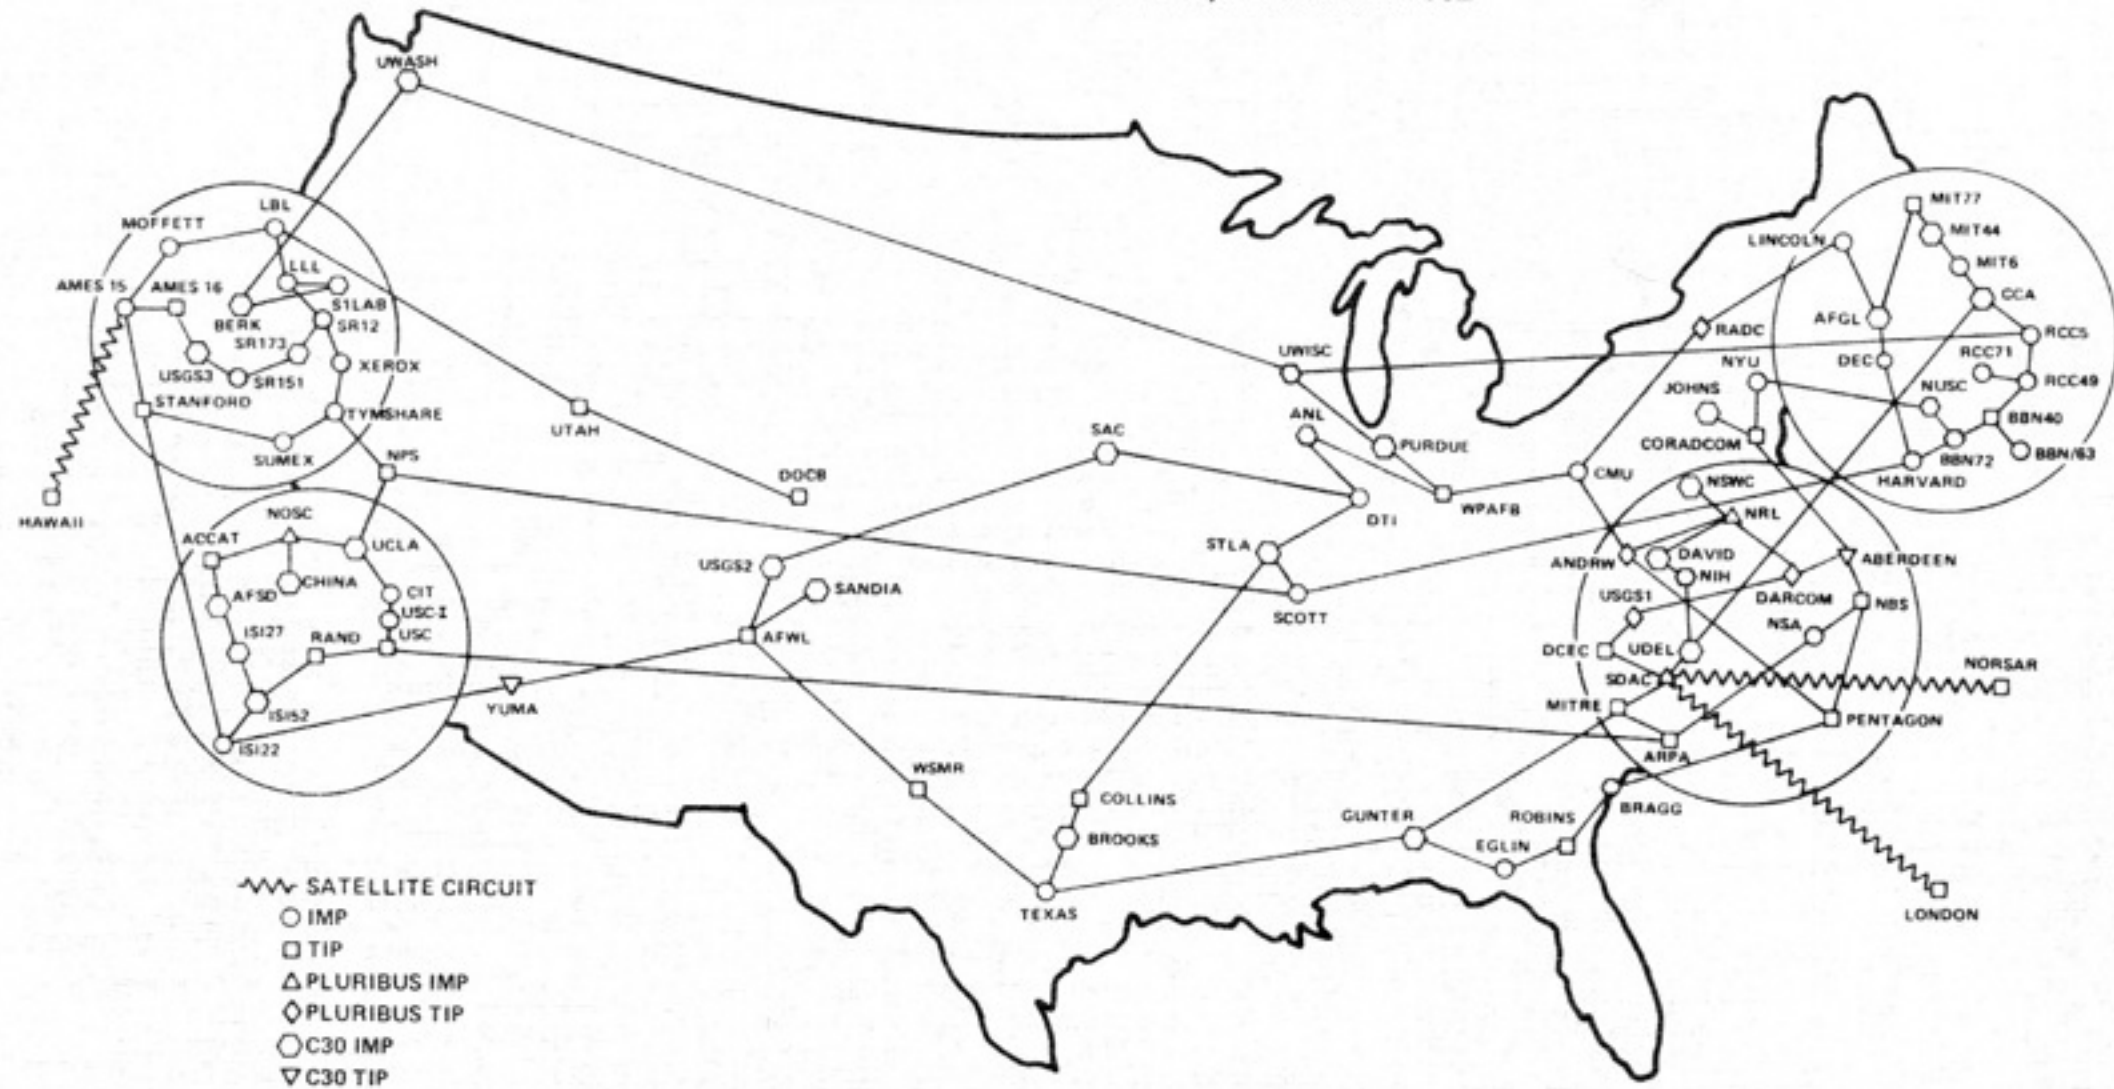 UWASH
LBL
MOFFETT
LLL
AMES 15
AMES 16
S1LAB
BERK
SR12
SR173
XEROX
USGS3
SR151
STANFORD
TYMSHARE
SUMEX
NPS
HAWAII
UTAH
DOCB
NOSC
ACCAT
UCLA
CHINA
AFSD
CIT
USC-I
ISI27
RAND
USC
ISI52
ISI22
YUMA
SAC
USGS2
SANDIA
AFWL
WSMR
COLLINS
BROOKS
TEXAS
UWISC
ANL
PURDUE
DTI
WPAFB
STLA
SCOTT
CMU
GUNTER
EGLIN
ROBINS
BRAGG
LINCOLN
MIT77
MIT44
MIT6
CCA
AFGL
RCC5
RADC
NYU
DEC
RCC71
RCC49
JOHNS
NUSC
BBN40
CORADCOM
BBN72
BBN/63
HARVARD
NSWC
NRL
ANDRW
DAVID
ABERDEEN
NIH
USGS1
DARCOM
NBS
NSA
DCEC
UDEL
SDAC
NORSAR
MITRE
PENTAGON
ARPA
LONDON
SATELLITE CIRCUIT
IMP
TIP
PLURIBUS IMP
PLURIBUS TIP
C30 IMP
C30 TIP